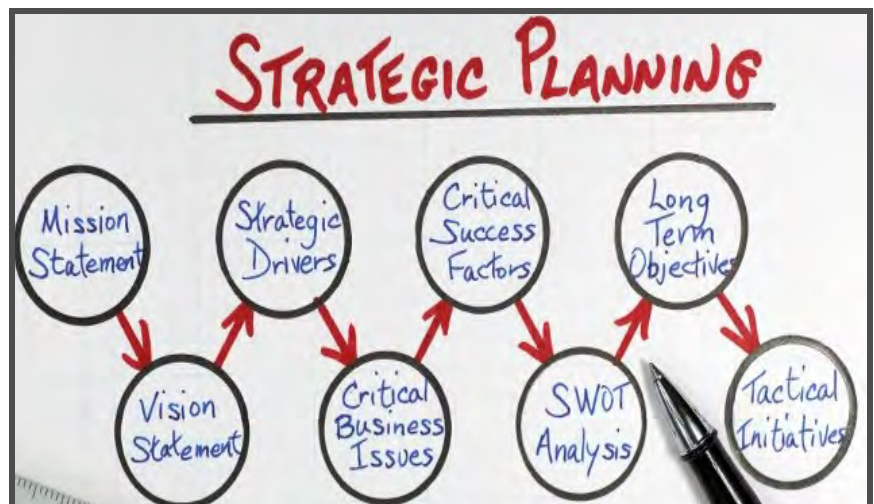 STRATEGIC PLANNING
Mission
Statement
Vision
Statement
Strategic
Drivers
Critical
Business
Issues
Critical
Success
Factors
SWOT
Analysis
Long
Term
Objectives
Tactical
Initiatives